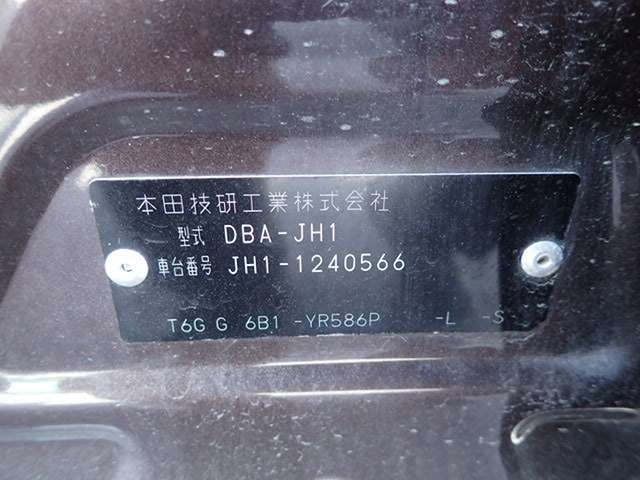 本田技研工業株式会社
型式 DBA-JH1
車台番号 JH1-1240566
T6G G 6B1 -YR586P -L -S